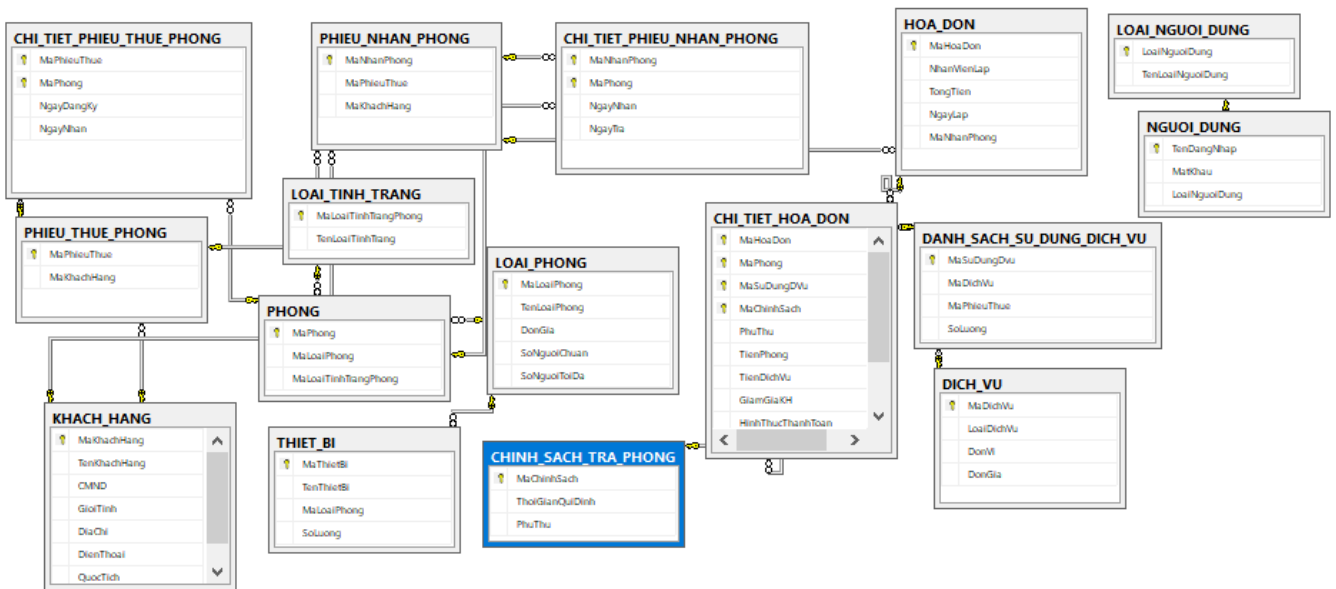 CHI_TIET_PHIEU_THUE_PHONG
MaPhieuThue
MaPhong
NgayDangKy
NgayNhan
PHIEU_NHAN_PHONG
MaNhanPhong
MaPhieuThue
MaKhachHang
CHI_TIET_PHIEU_NHAN_PHONG
MaNhanPhong
MaPhong
NgayNhan
NgayTra
HOA_DON
MaHoaDon
NhanVienLap
TongTien
NgayLap
MaNhanPhong
LOAI_NGUOI_DUNG
LoaiNguoiDung
TenLoaiNguoiDung
NGUOI_DUNG
TenDangNhap
MatKhau
LoaiNguoiDung
LOAI_TINH_TRANG
MaLoaiTinhTrangPhong
TenLoaiTinhTrang
PHIEU_THUE_PHONG
MaPhieuThue
MaKhachHang
LOAI_PHONG
MaLoaiPhong
TenLoaiPhong
DonGia
SoNguoiChuan
SoNguoiToiDa
CHI_TIET_HOA_DON
MaHoaDon
MaPhong
MaSuDungDVu
MaChinhSach
PhuThu
TienPhong
TienDichVu
GiamGiaKH
HinhThucThanhToan
DANH_SACH_SU_DUNG_DICH_VU
MaSuDungDvu
MaDichVu
MaPhieuThue
SoLuong
PHONG
MaPhong
MaLoaiPhong
MaLoaiTinhTrangPhong
DICH_VU
MaDichVu
LoaiDichVu
DonVi
DonGia
KHACH_HANG
MaKhachHang
TenKhachHang
CMND
GioiTinh
DiaChi
DienThoai
QuocTich
THIET_BI
MaThietBi
TenThietBi
MaLoaiPhong
SoLuong
CHINH_SACH_TRA_PHONG
MaChinhSach
ThoiGianQuiDinh
PhuThu